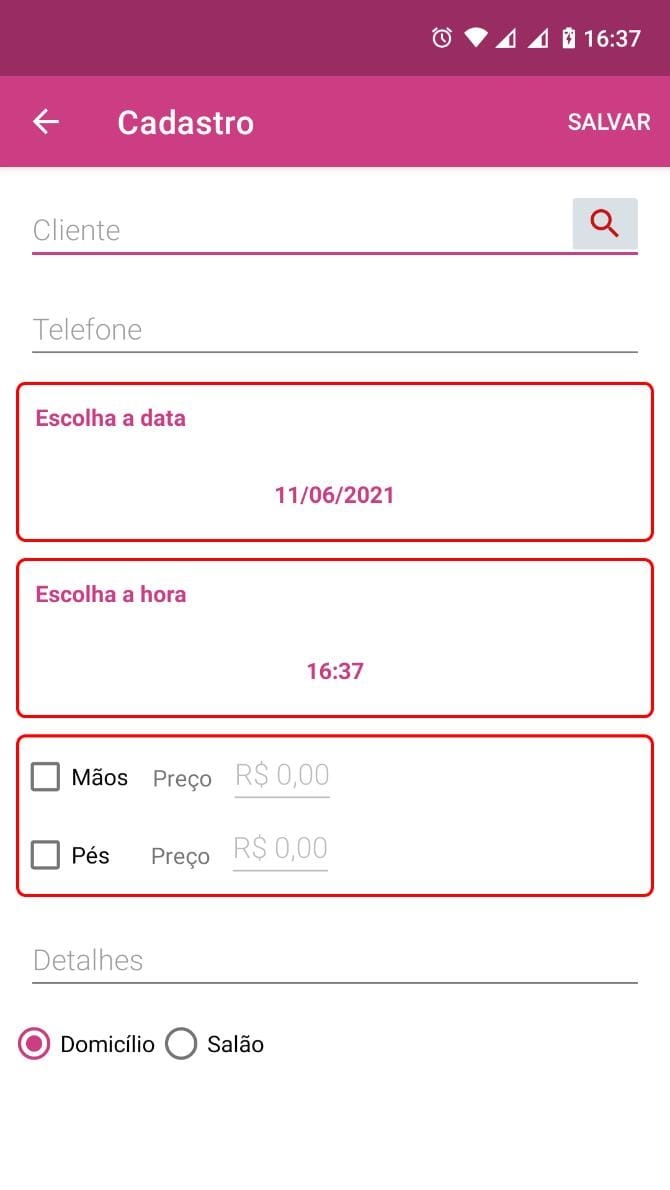 16:37
Cadastro SALVAR
Cliente
Telefone
Escolha a data
11/06/2021
Escolha a hora
16:37
Mãos Preço R$ 0,00
Pés Preço R$ 0,00
Detalhes
Domicílio Salão